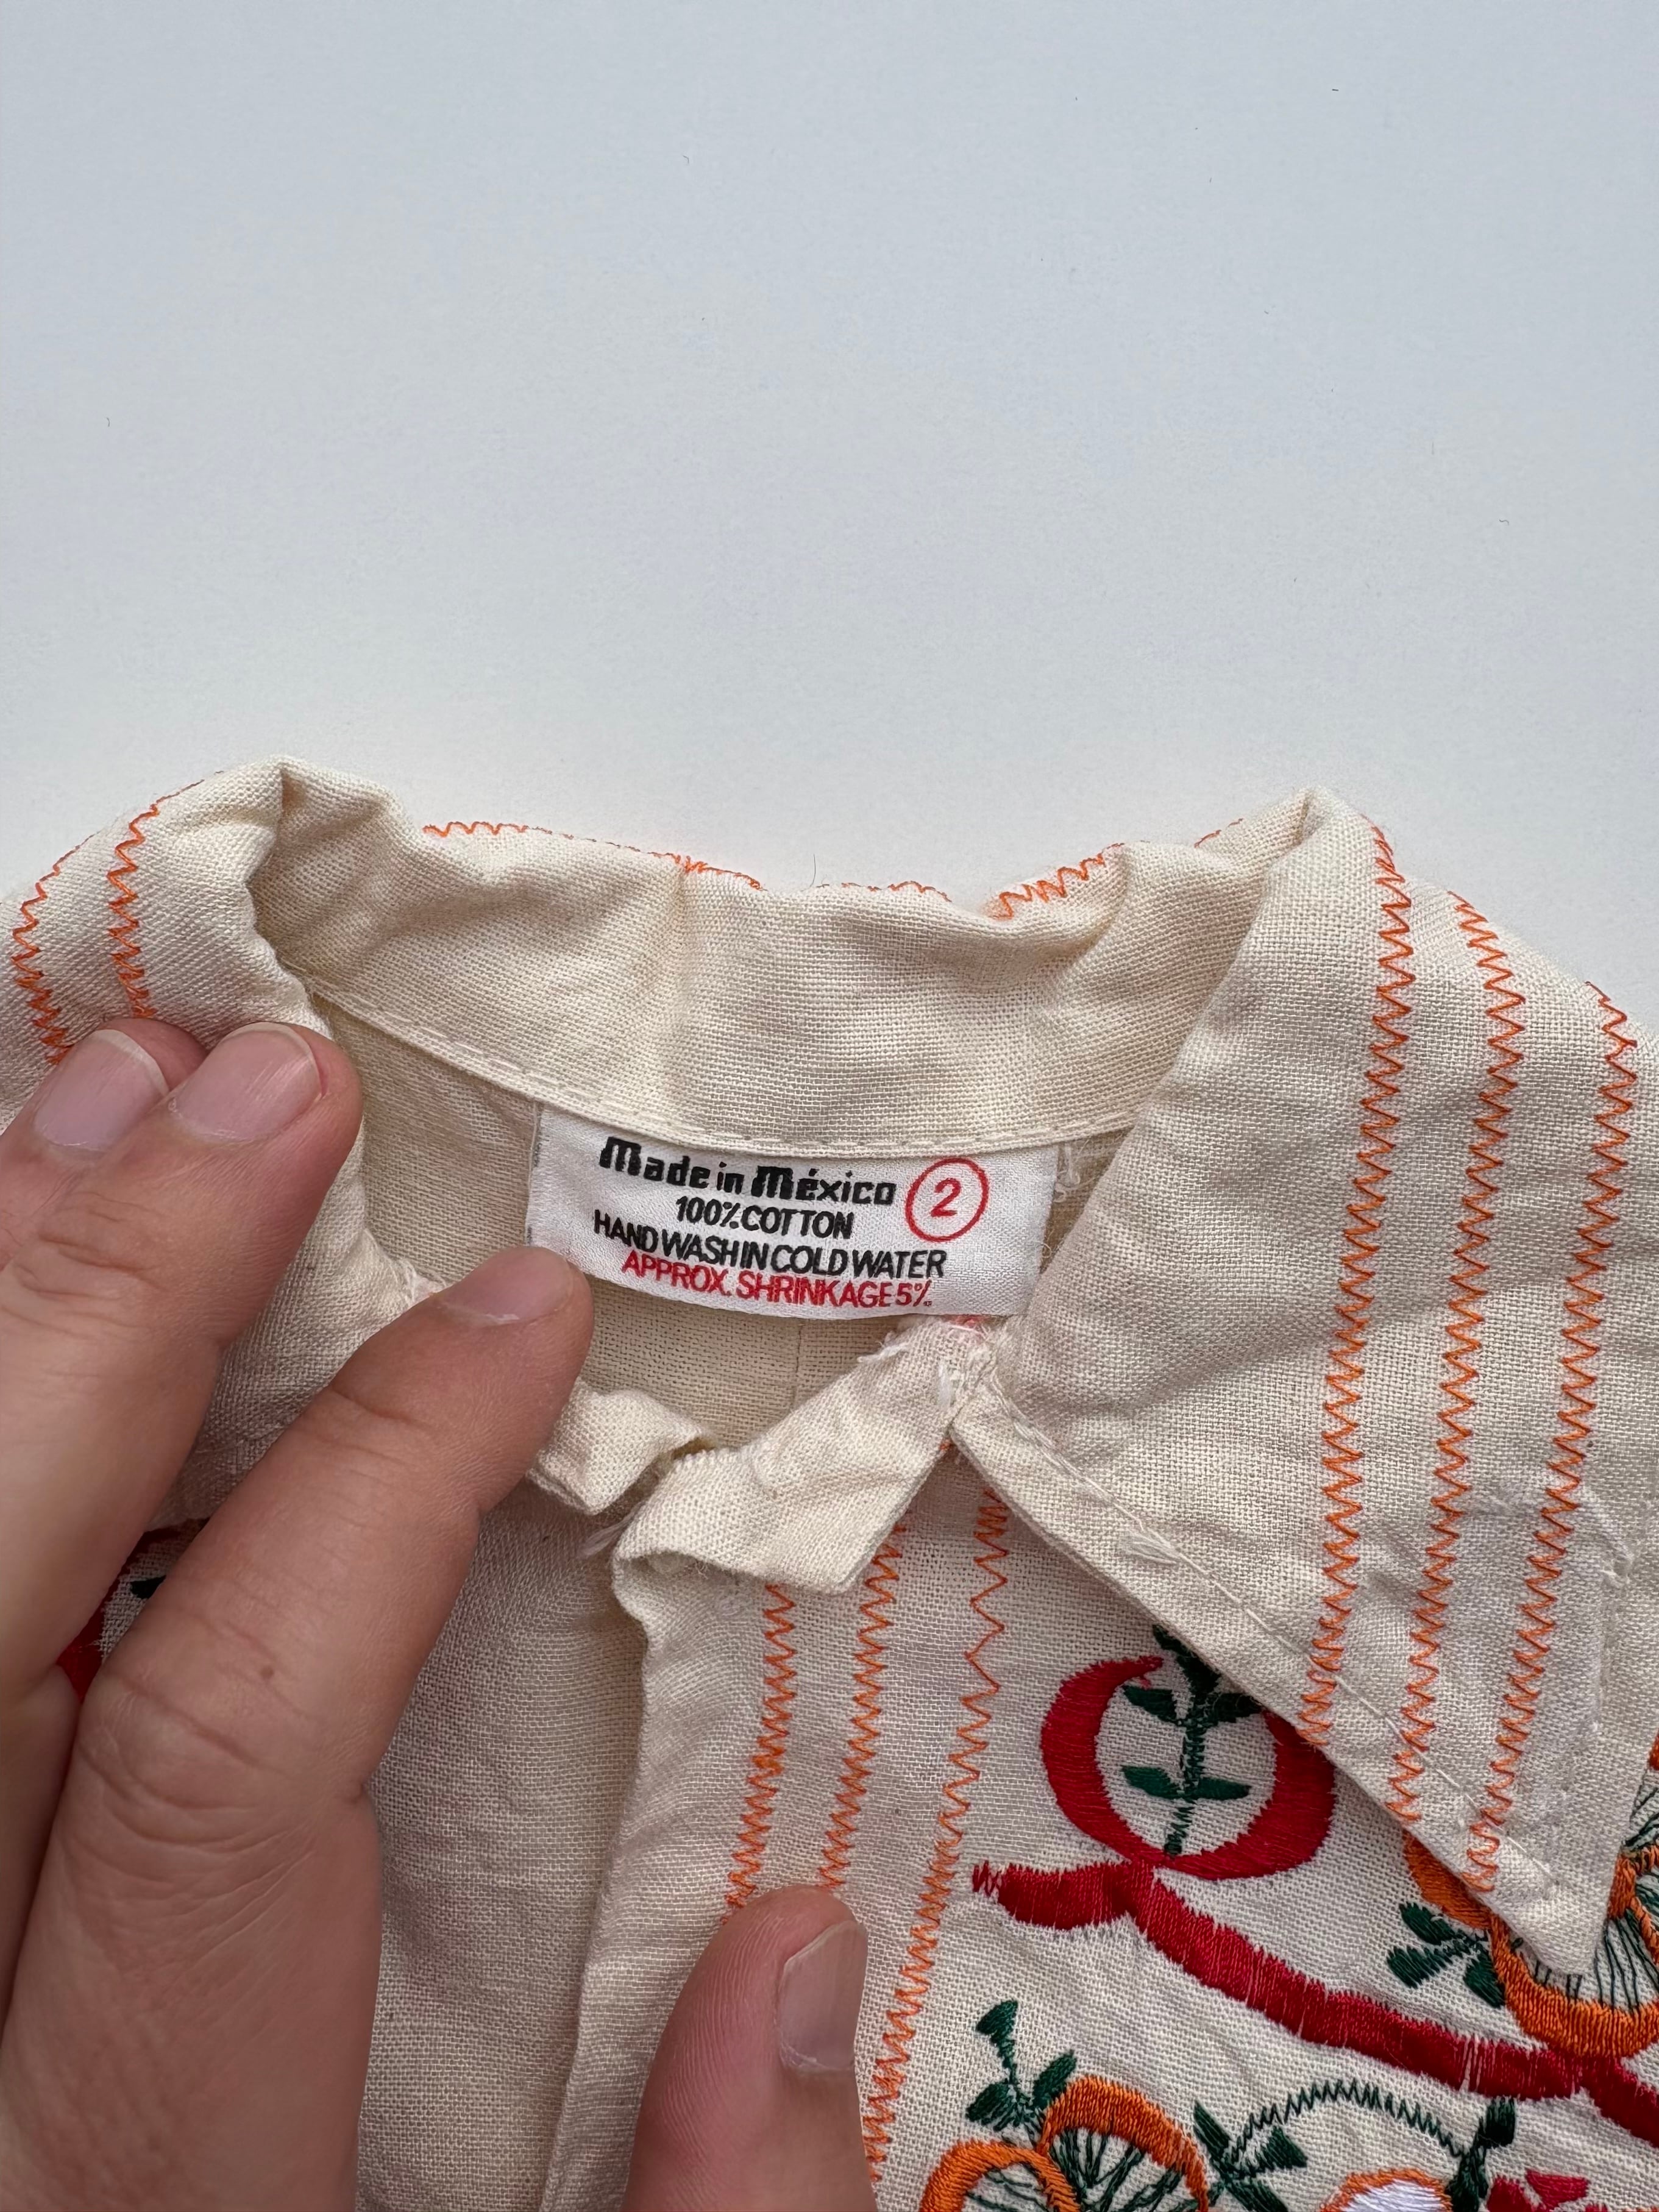 Made in México 2
100% COTTON
HAND WASH IN COLD WATER
APPROX. SHRINKAGE 5%